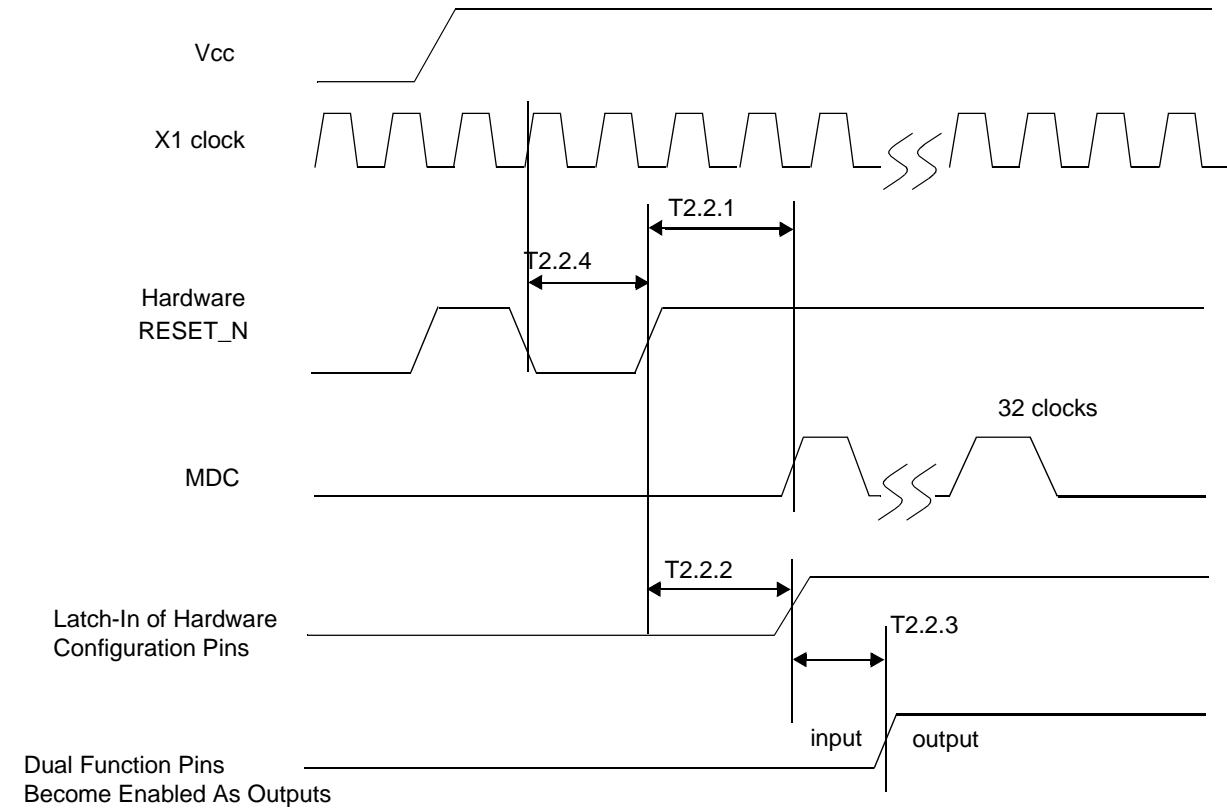 Vcc
X1 clock
T2.2.1
T2.2.4
Hardware
RESET_N
32 clocks
MDC
T2.2.2
Latch-In of Hardware
Configuration Pins
T2.2.3
input
output
Dual Function Pins
Become Enabled As Outputs